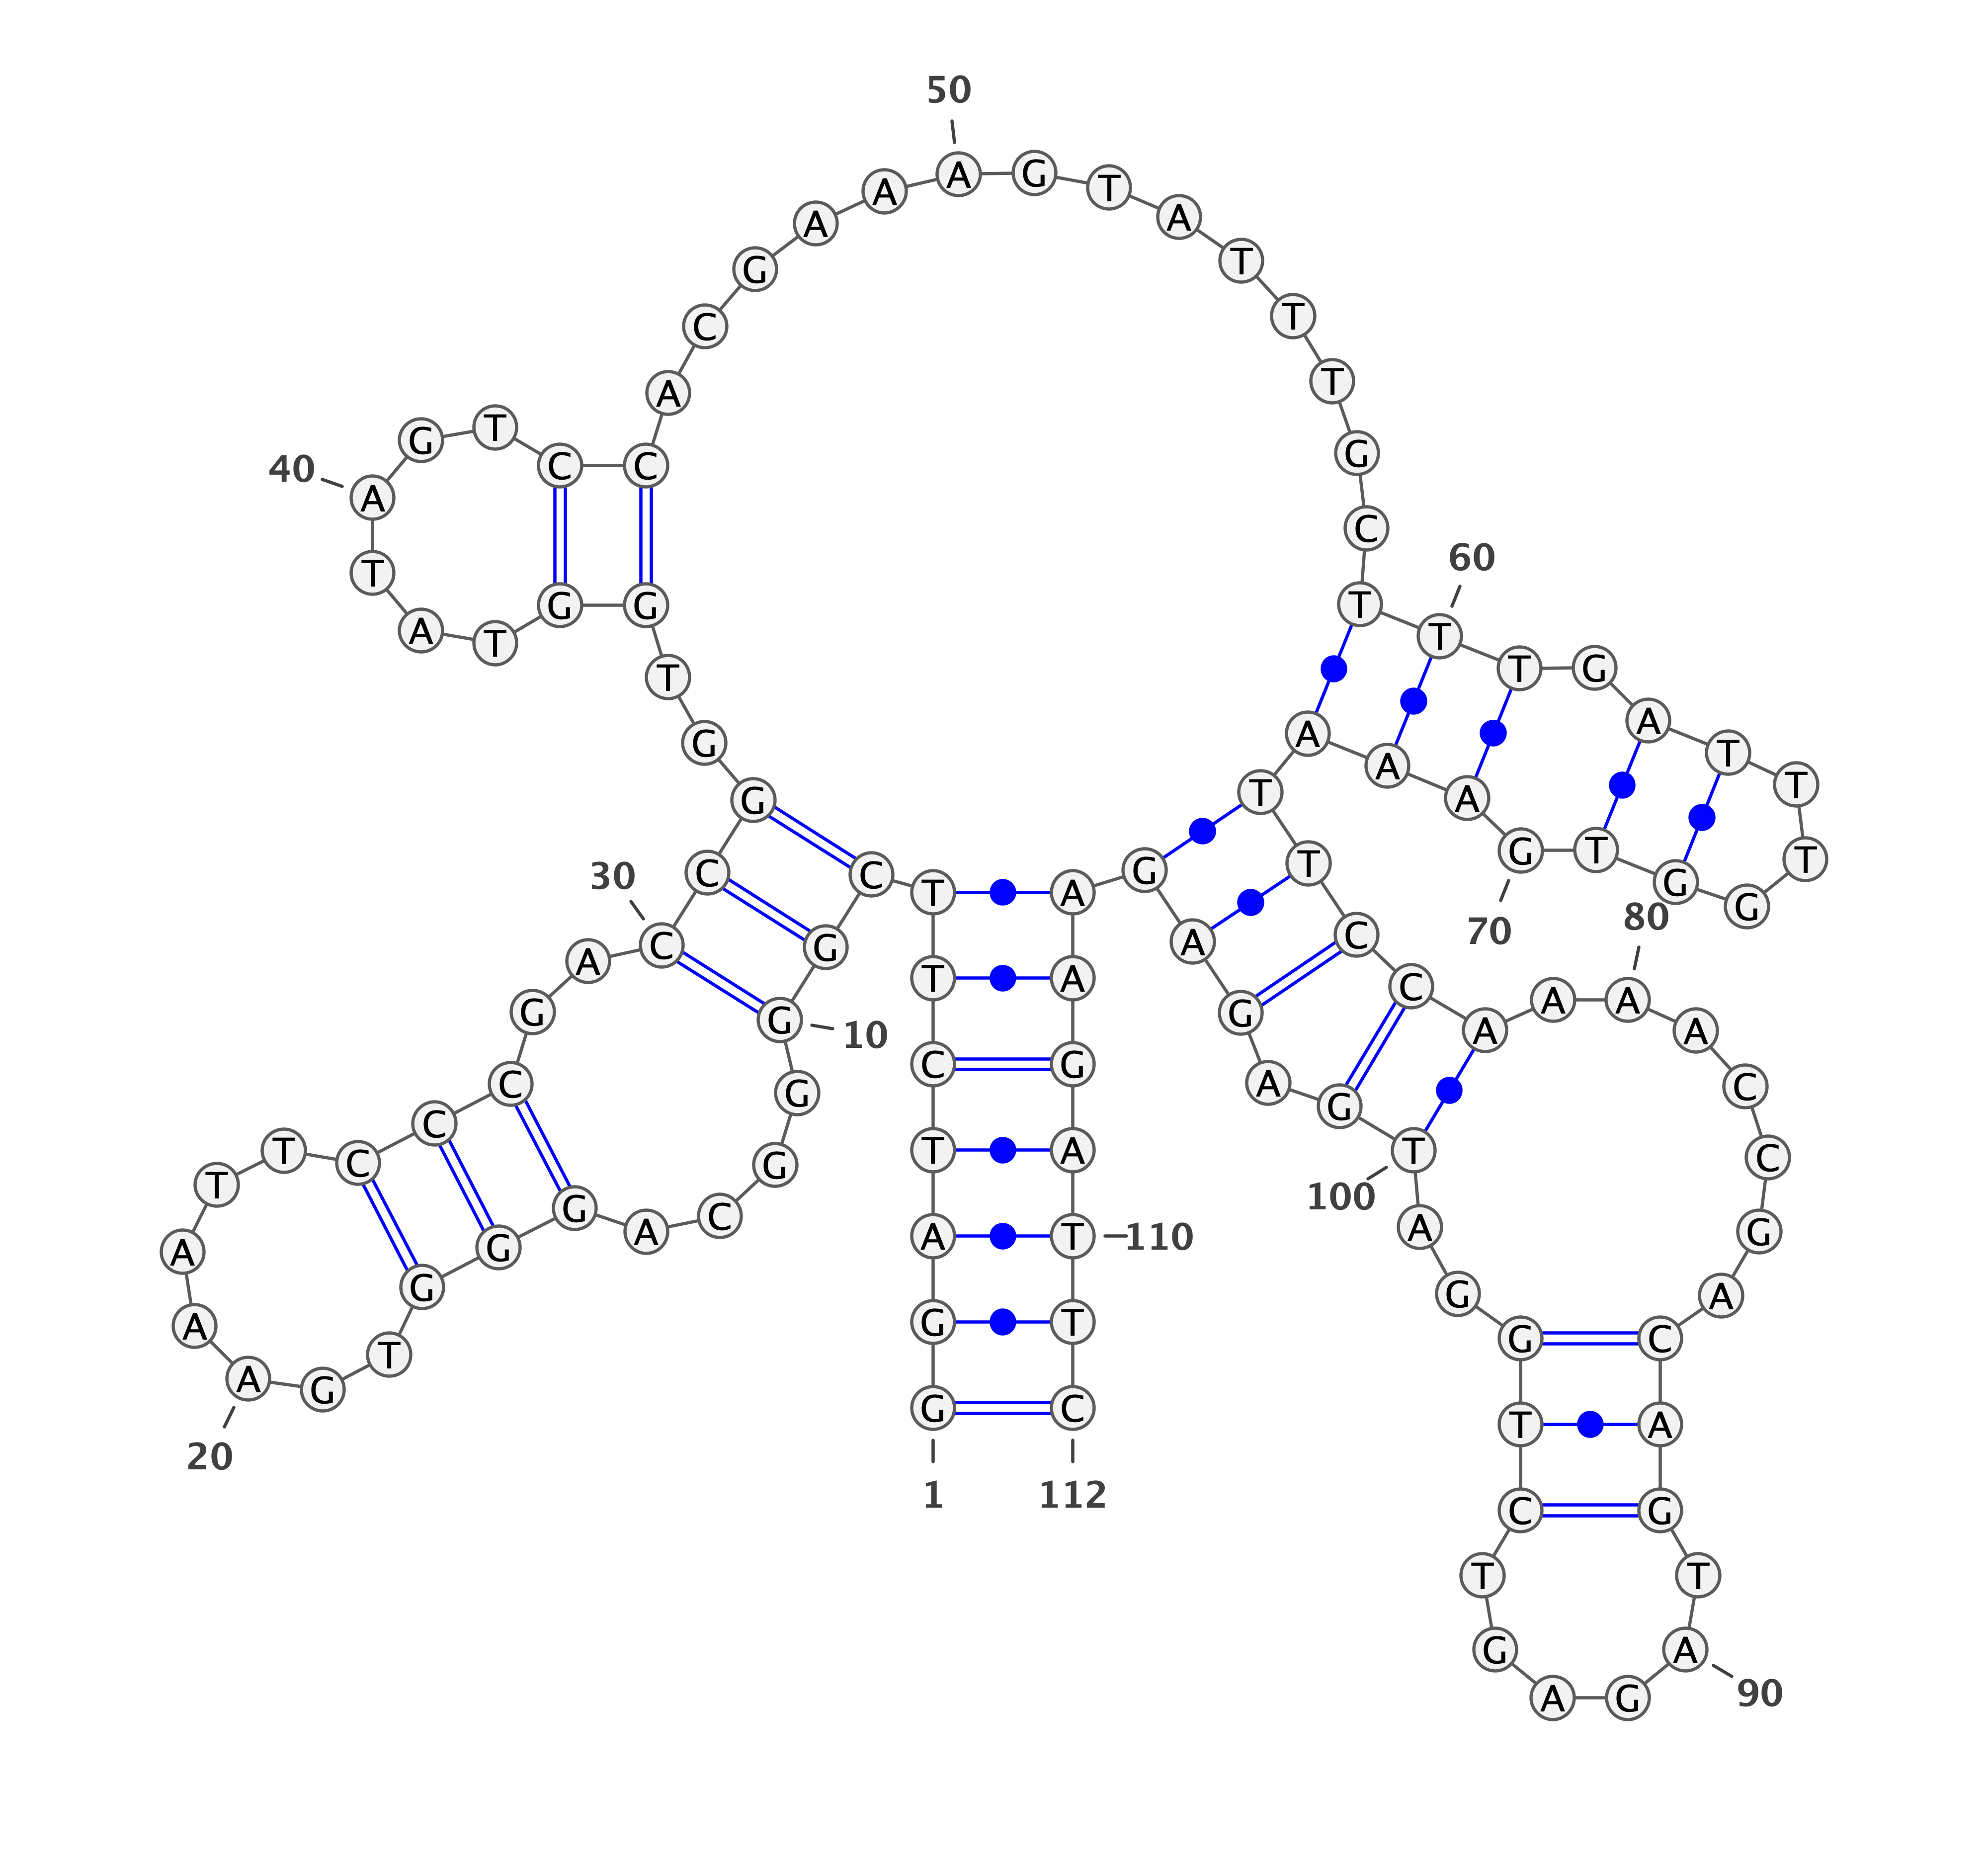 1
G G A T C T T C G G
10
G G C A G G G T G A
20
A A T T C C C G A C
30
C G G T G G T A T A
40
G T C C A C G A A A
50
G T A T T T G C T T
60
T G A T T T G G T G
70
A A A T T C C A A A
80
A C C G A C A G T A
90
G A G T C T G G A T
100
G A G A G A A G A T
110
T C
112